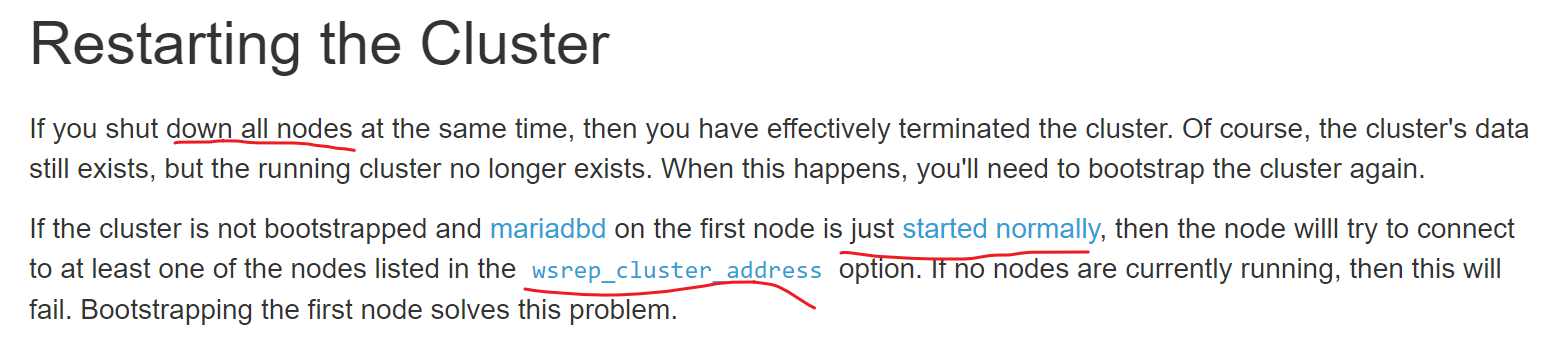 Restarting the Cluster
If you shut down all nodes at the same time, then you have effectively terminated the cluster. Of course, the cluster's data
still exists, but the running cluster no longer exists. When this happens, you'll need to bootstrap the cluster again.
If the cluster is not bootstrapped and mariadbd on the first node is just started normally, then the node willl try to connect
to at least one of the nodes listed in the wsrep_cluster_address option. If no nodes are currently running, then this will
fail. Bootstrapping the first node solves this problem.